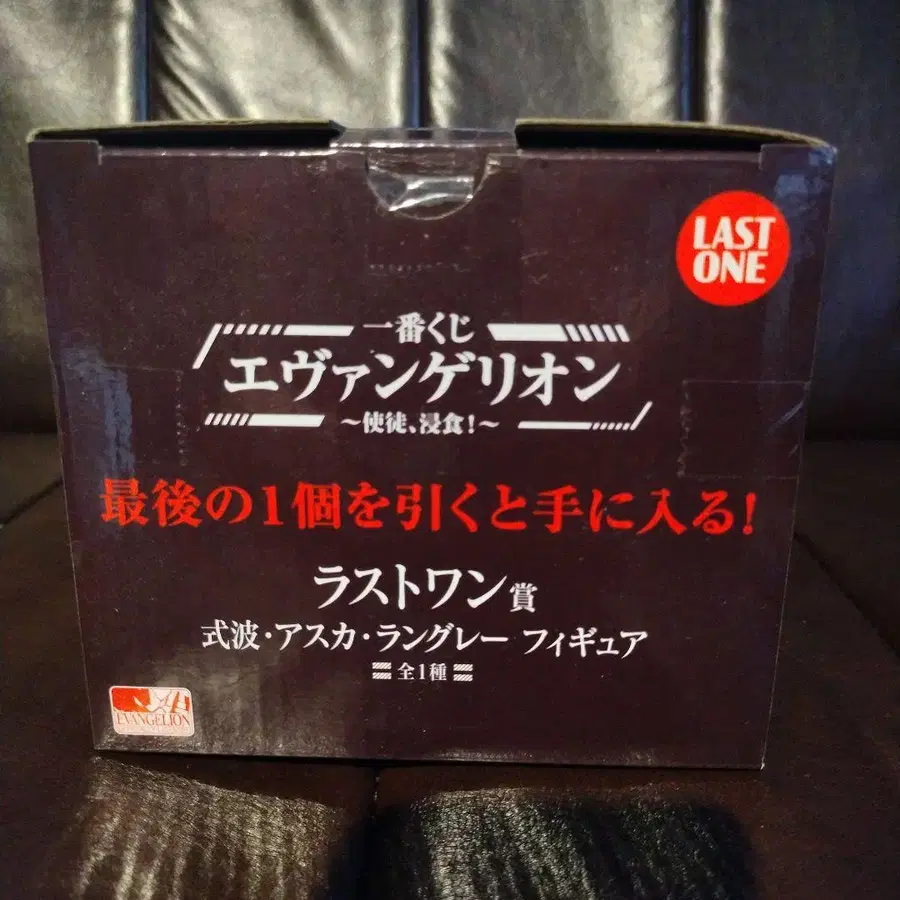 LAST
ONE
一番くじ
エヴァンゲリオン
～使徒、浸食!～
最後の1個を引くと手に入る!
ラストワン賞
式波・アスカ・ラングレー フィギュア
全1種
EVANGELION